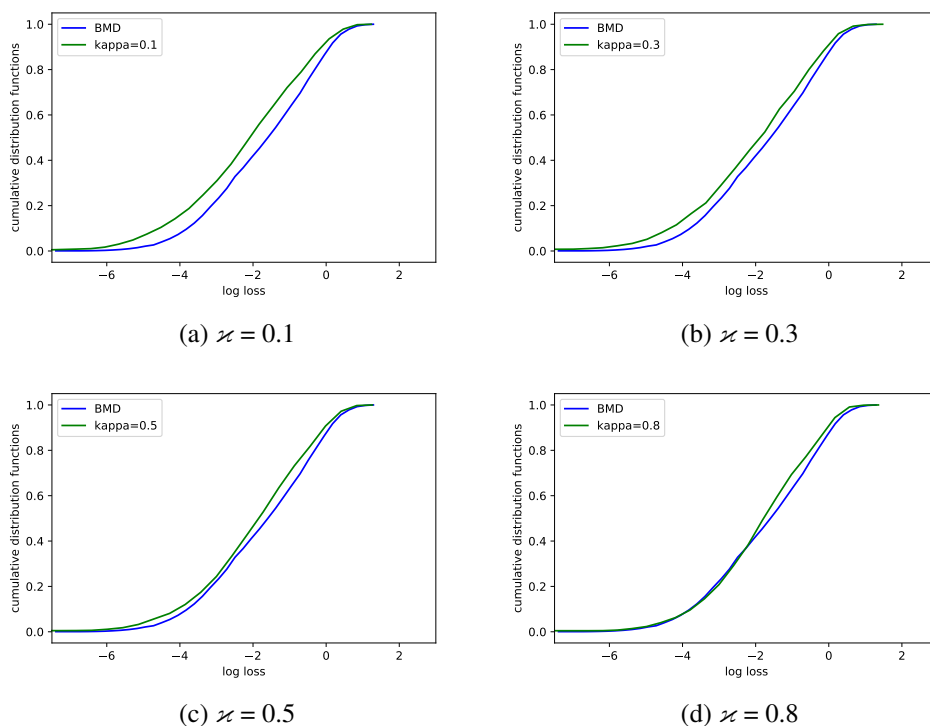 1.0
0.8
0.6
0.4
0.2
0.0
cumulative distribution functions
BMD
kappa=0.1
−6 −4 −2 0 2
log loss
(a) ϰ = 0.1
1.0
0.8
0.6
0.4
0.2
0.0
cumulative distribution functions
BMD
kappa=0.3
−6 −4 −2 0 2
log loss
(b) ϰ = 0.3
1.0
0.8
0.6
0.4
0.2
0.0
cumulative distribution functions
BMD
kappa=0.5
−6 −4 −2 0 2
log loss
(c) ϰ = 0.5
1.0
0.8
0.6
0.4
0.2
0.0
cumulative distribution functions
BMD
kappa=0.8
−6 −4 −2 0 2
log loss
(d) ϰ = 0.8